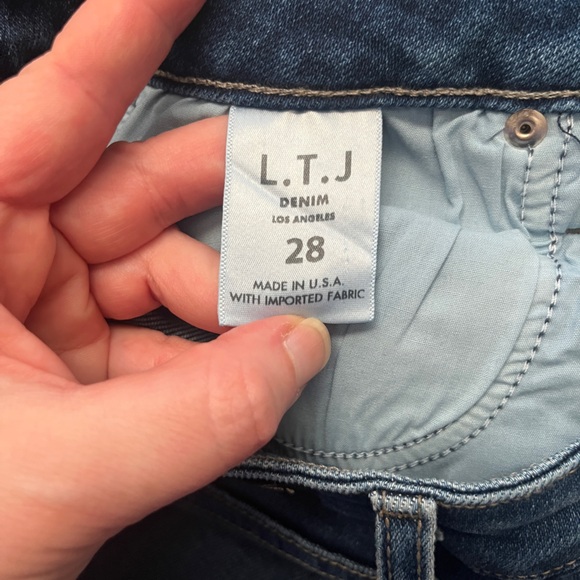 L.T.J
DENIM
LOS ANGELES
28
MADE IN U.S.A.
WITH IMPORTED FABRIC